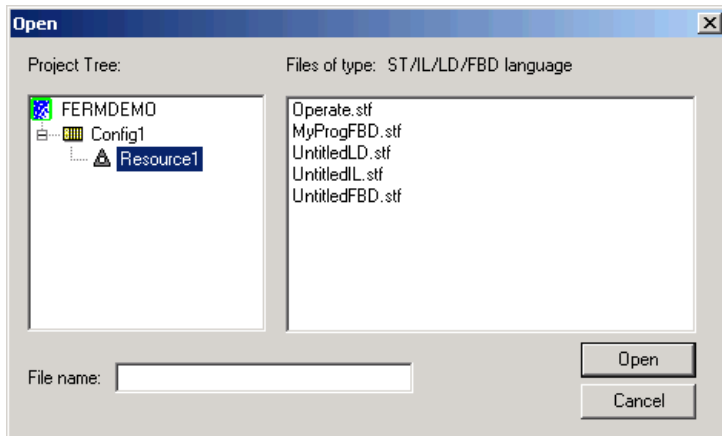 Open
Project Tree:
Files of type: ST/IL/LD/FBD language
FERMDEMO
Config1
Resource1
Operate.stf
MyProgFBD.stf
UntitledLD.stf
UntitledIL.stf
UntitledFBD.stf
File name:
Open
Cancel